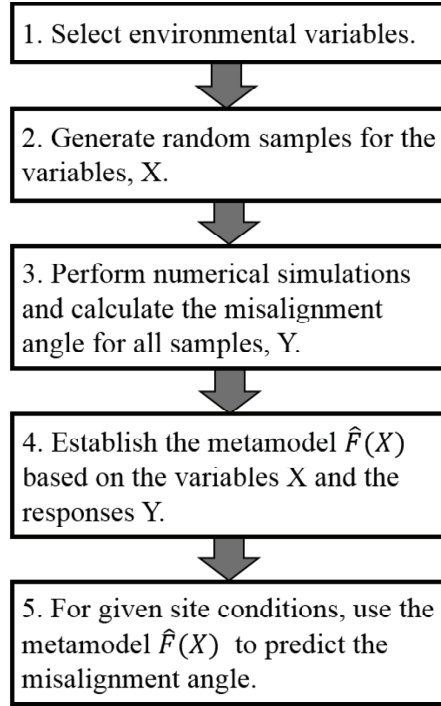 1. Select environmental variables.
2. Generate random samples for the
variables, X.
3. Perform numerical simulations
and calculate the misalignment
angle for all samples, Y.
4. Establish the metamodel F̂(X)
based on the variables X and the
responses Y.
5. For given site conditions, use the
metamodel F̂(X) to predict the
misalignment angle.